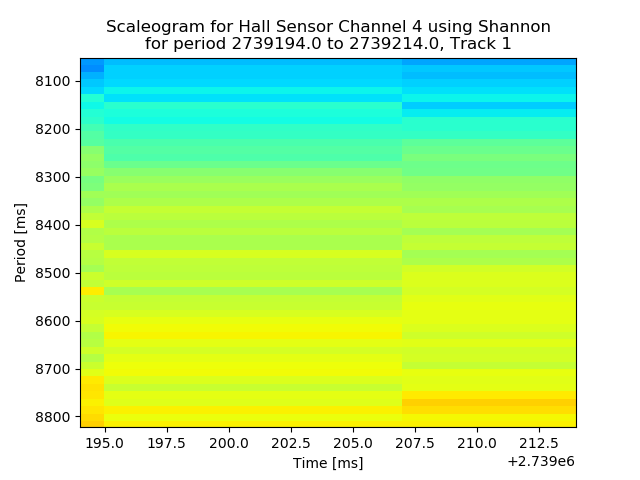 Scaleogram for Hall Sensor Channel 4 using Shannon
for period 2739194.0 to 2739214.0, Track 1
8100
8200
8300
8400
8500
8600
8700
8800
Period [ms]
195.0 197.5 200.0 202.5 205.0 207.5 210.0 212.5
Time [ms]
+2.739e6